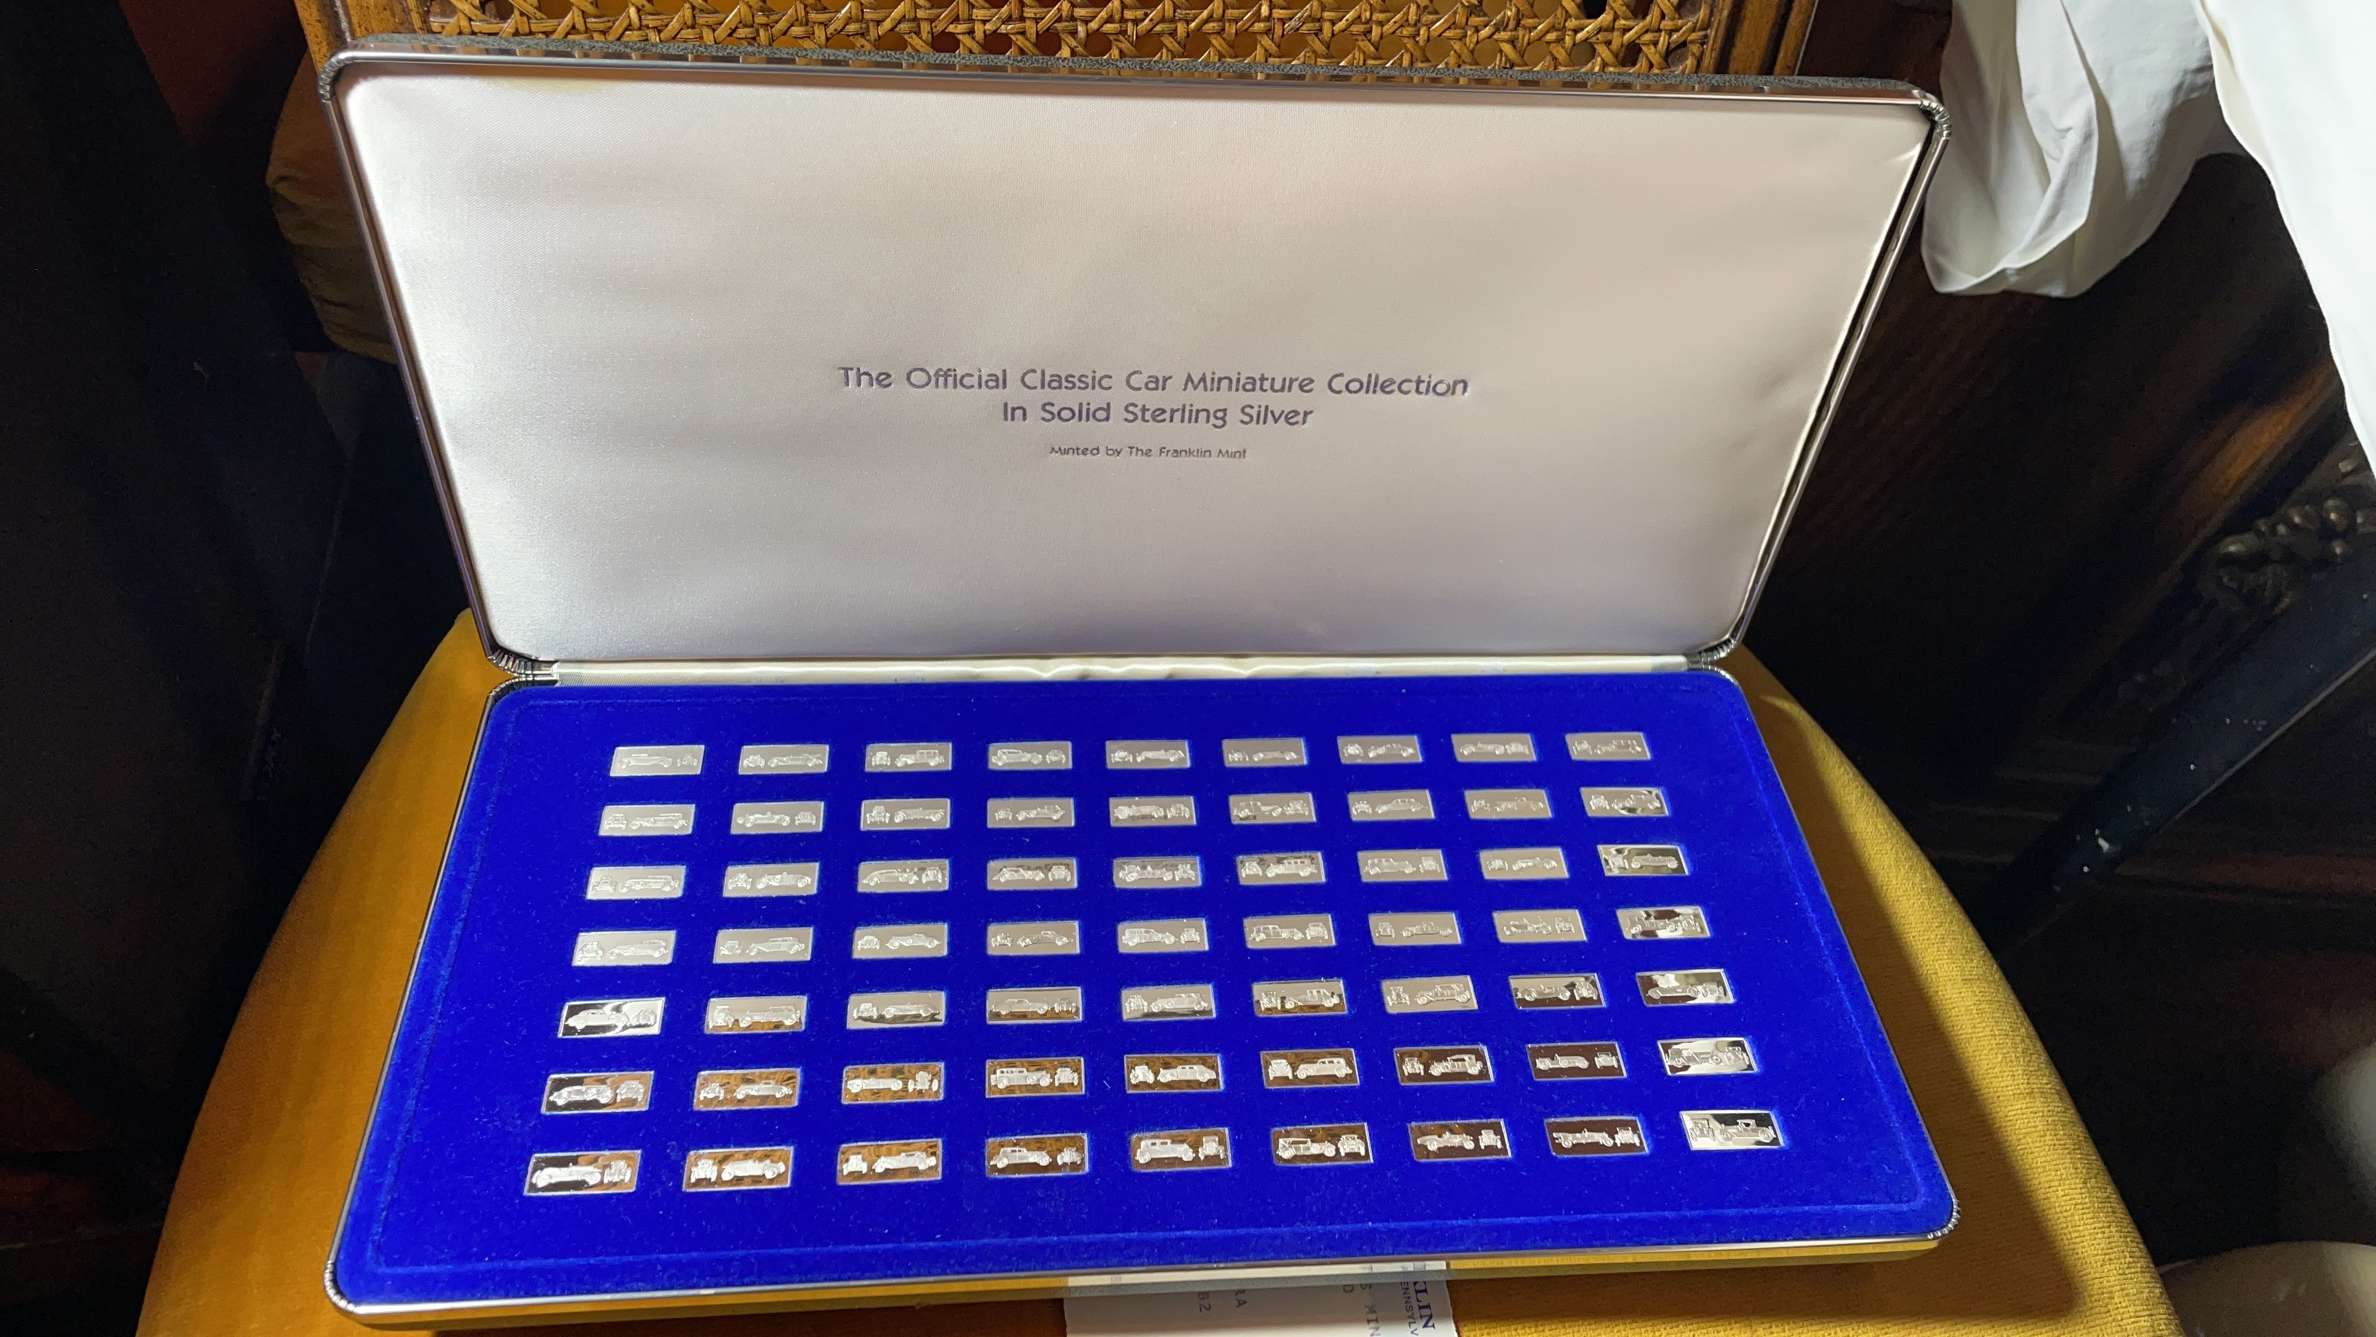 The Official Classic Car Miniature Collection
In Solid Sterling Silver
Minted by The Franklin Mint